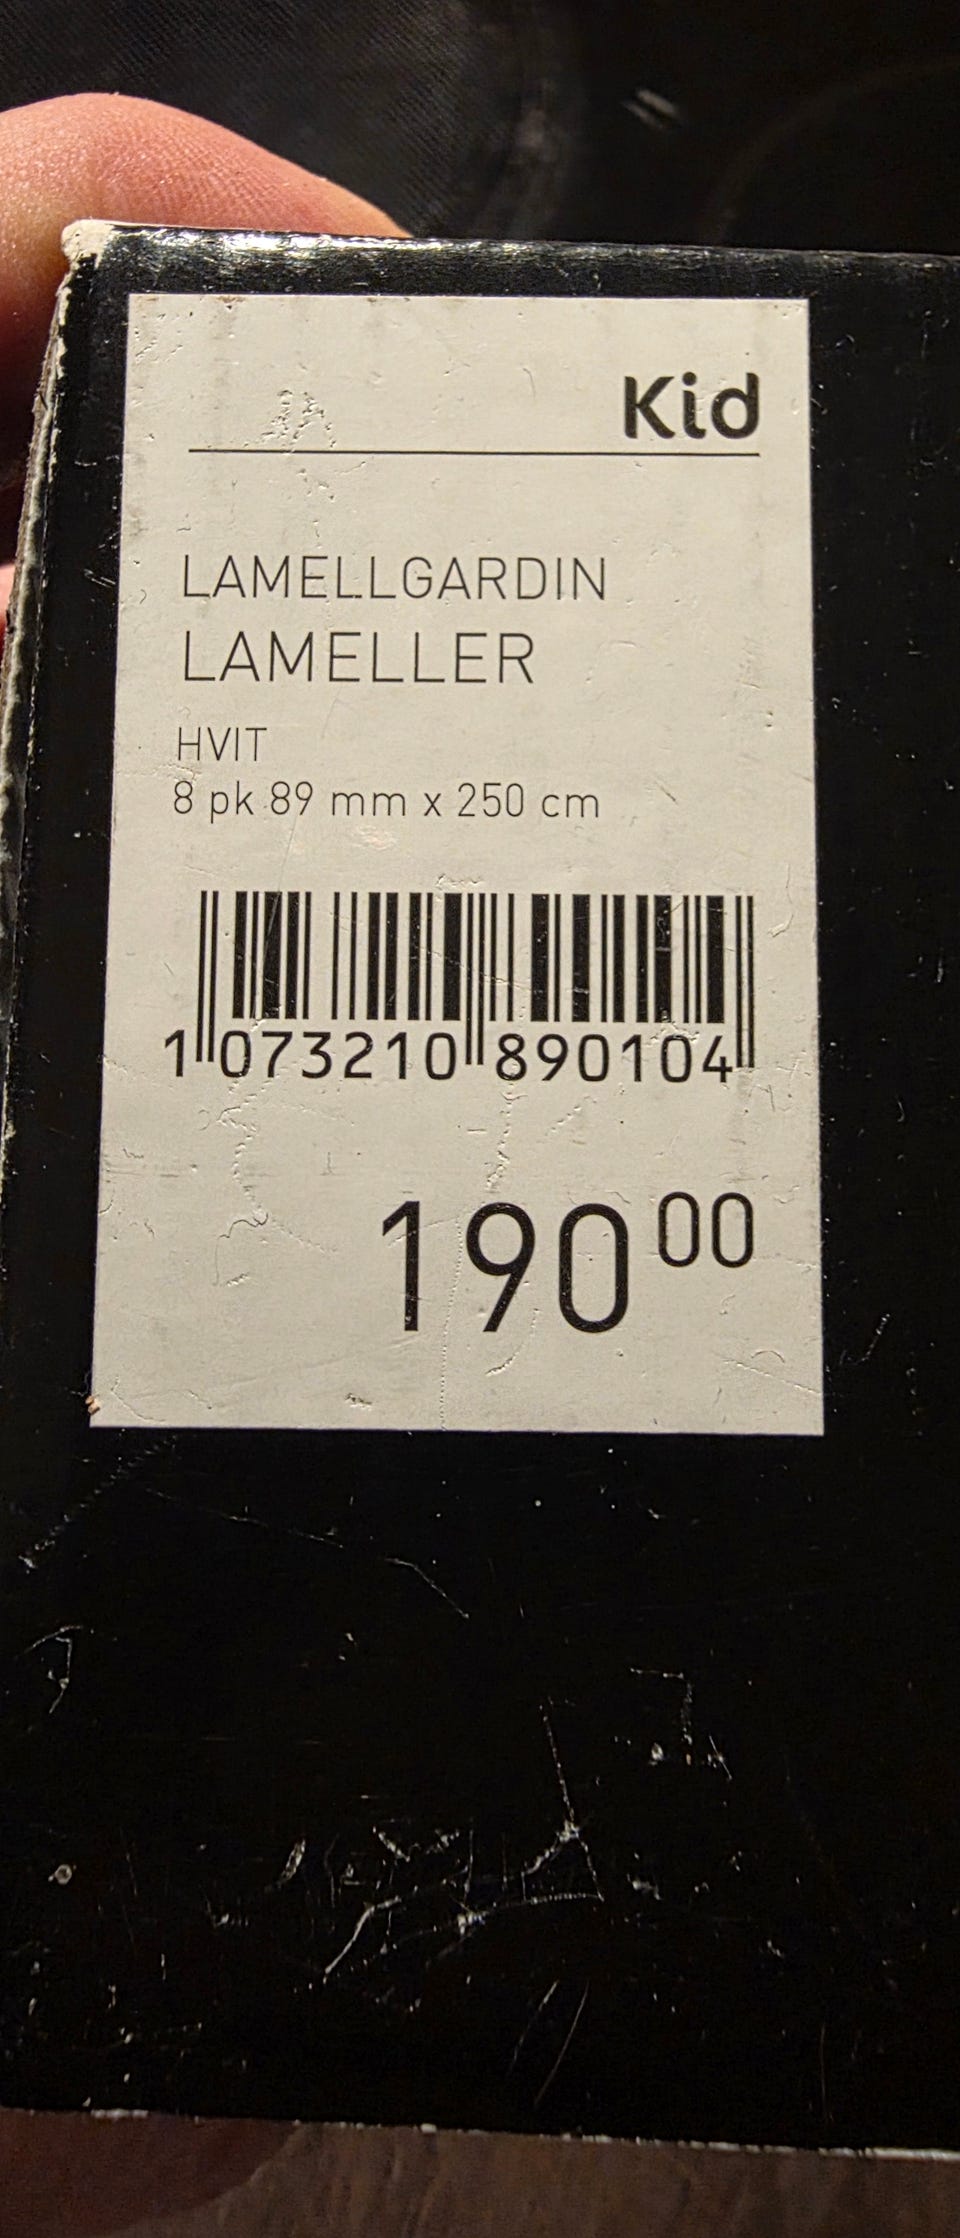 Kid
LAMELLGARDIN
LAMELLER
HVIT
8 pk 89 mm x 250 cm
1 073210 890104
190 00